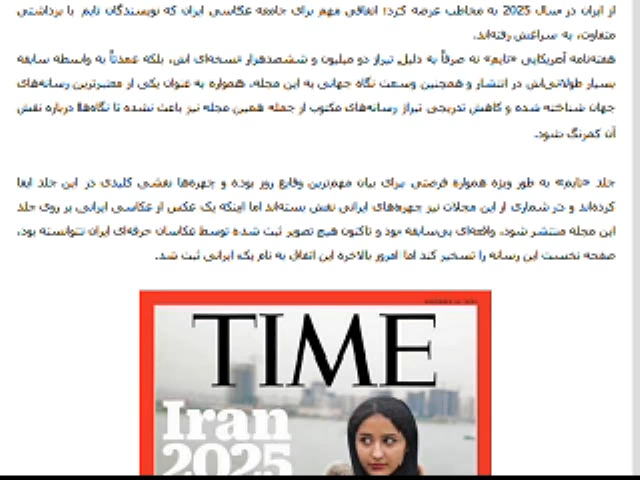 از ایران در سال 2025 به مخاطب عرضه کرد؛ اتفاقی مهم برای جامعه عکاسی ایران که نویسندگان تایم با برداشتی
متفاوت، به سراغش رفته‌اند.
هفته‌نامه آمریکایی «تایم» نه صرفاً به دلیل تیراژ دو میلیون و ششصدهزار نسخه‌ای اش، بلکه عمدتاً به واسطه سابقه
بسیار طولانی‌اش در انتشار و همچنین وسعت نگاه جهانی به این مجله، همواره به عنوان یکی از معتبرترین رسانه‌های
جهان شناخته شده و کاهش تدریجی تیراژ رسانه‌های مکتوب از جمله همین مجله نیز باعث نشده تا نگاه‌ها درباره نقش
آن کمرنگ شود.
جلد «تایم» به طور ویژه همواره فرصتی برای بیان مهم‌ترین وقایع روز بوده و چهره‌ها نقشی کلیدی در این جلد ایفا
کرده‌اند و در شماری از این مجلات نیز چهره‌های ایرانی نقش بسته‌اند اما اینکه یک عکس از عکاسی ایرانی بر روی جلد
این مجله منتشر شود، واقعه‌ای بی‌سابقه بود و تاکنون هیچ تصویر ثبت شده توسط عکاسان حرفه‌ای ایران نتوانسته بود،
صفحه نخست این رسانه را تسخیر کند اما امروز بالاخره این اتفاق به نام یک ایرانی ثبت شد.
TIME
Iran
2025